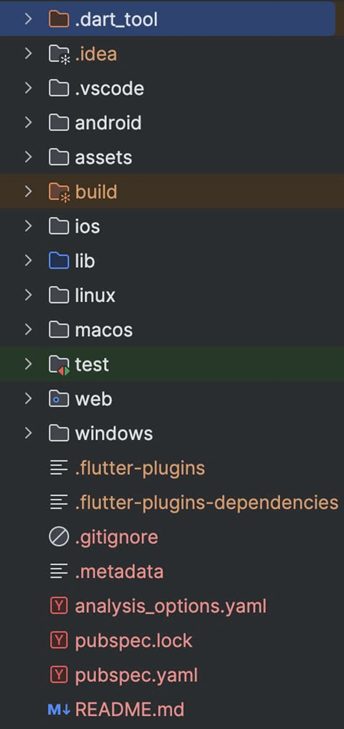 .dart_tool
.idea
.vscode
android
assets
build
ios
lib
linux
macos
test
web
windows
.flutter-plugins
.flutter-plugins-dependencies
.gitignore
.metadata
Y analysis_options.yaml
Y pubspec.lock
Y pubspec.yaml
M↓ README.md